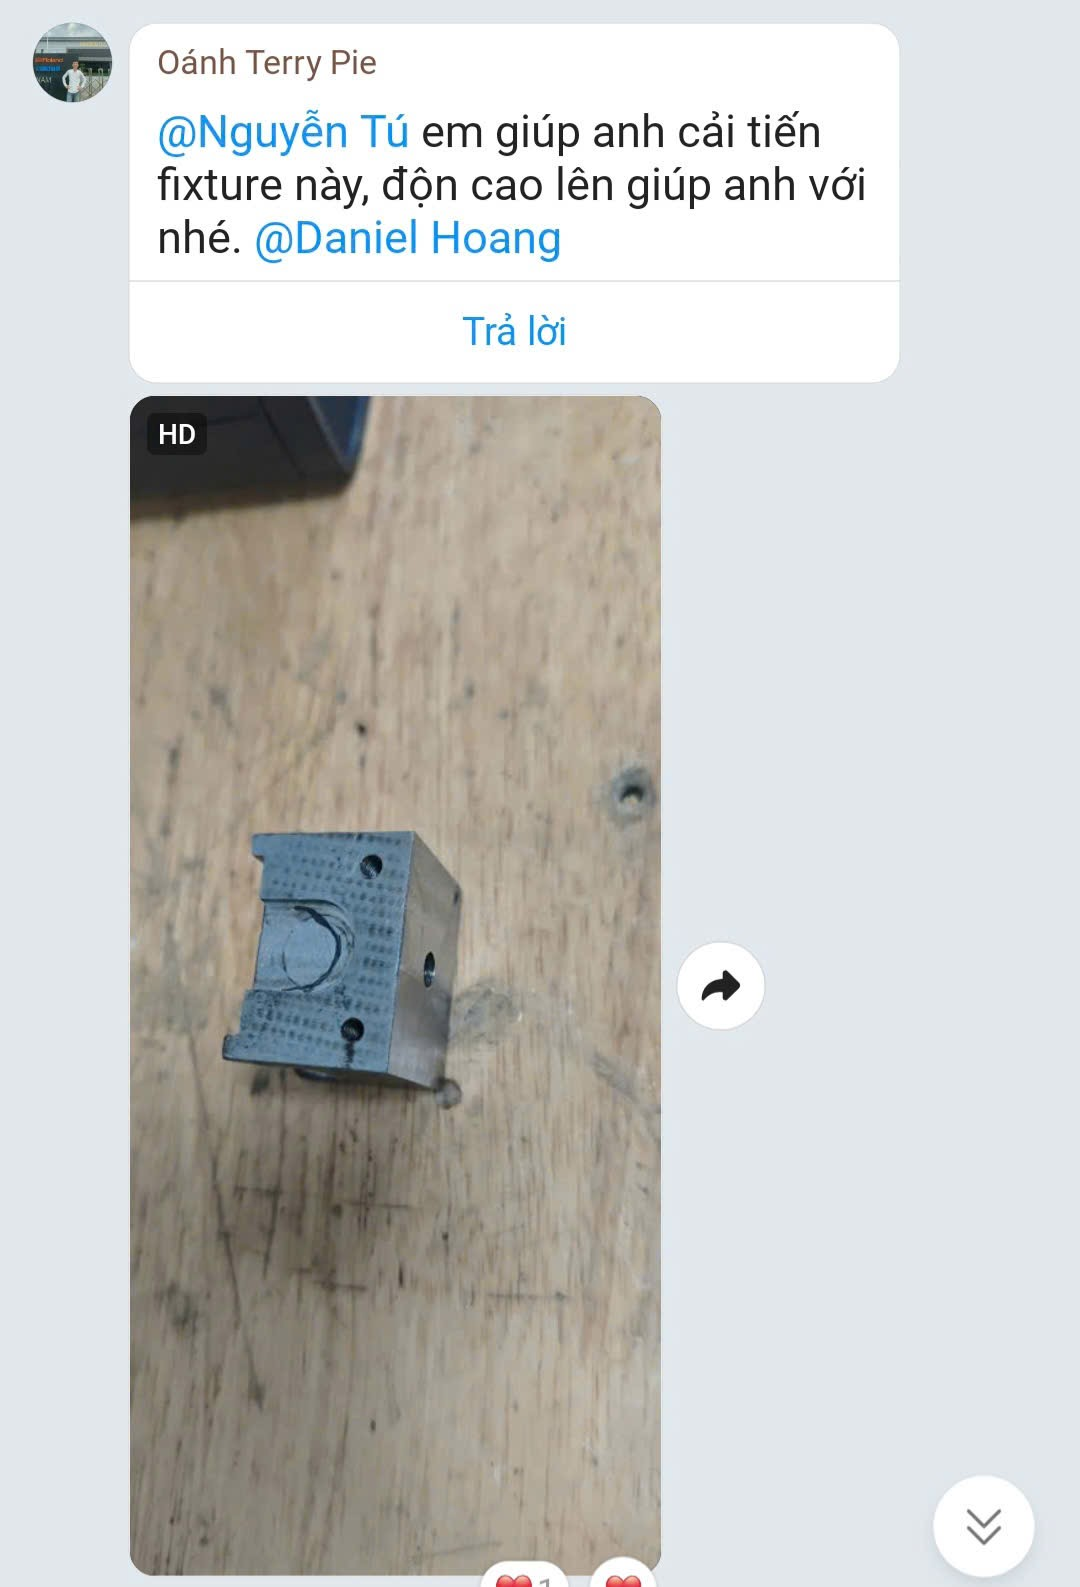 Oánh Terry Pie
@Nguyễn Tú em giúp anh cải tiến
fixture này, độn cao lên giúp anh với
nhé. @Daniel Hoang
Trả lời
HD
1